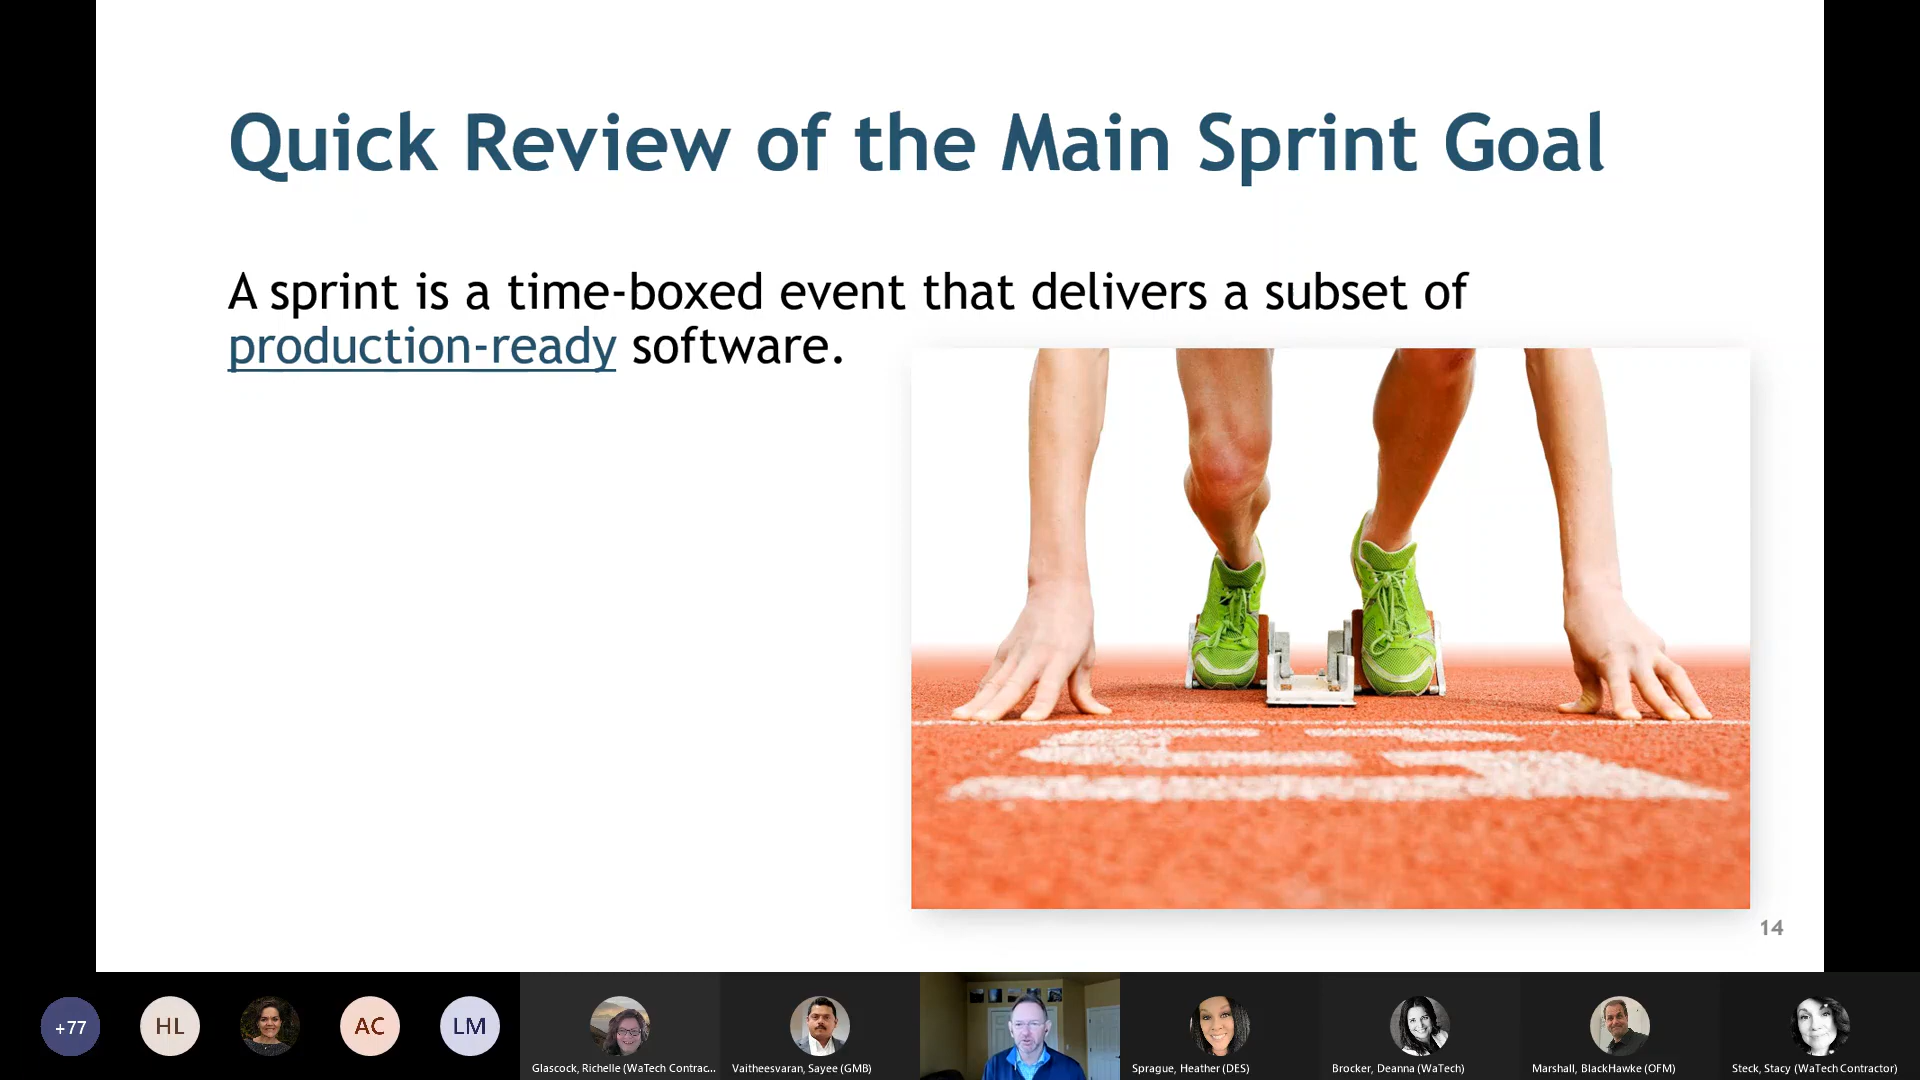 Quick Review of the Main Sprint Goal
A sprint is a time-boxed event that delivers a subset of
production-ready software.
14
+77
HL
AC
LM
Glascock, Richelle (WaTech Contrac...
Vaitheesvaran, Sayee (GMB)
Sprague, Heather (DES)
Brocker, Deanna (WaTech)
Marshall, BlackHawke (OFM)
Steck, Stacy (WaTech Contractor)